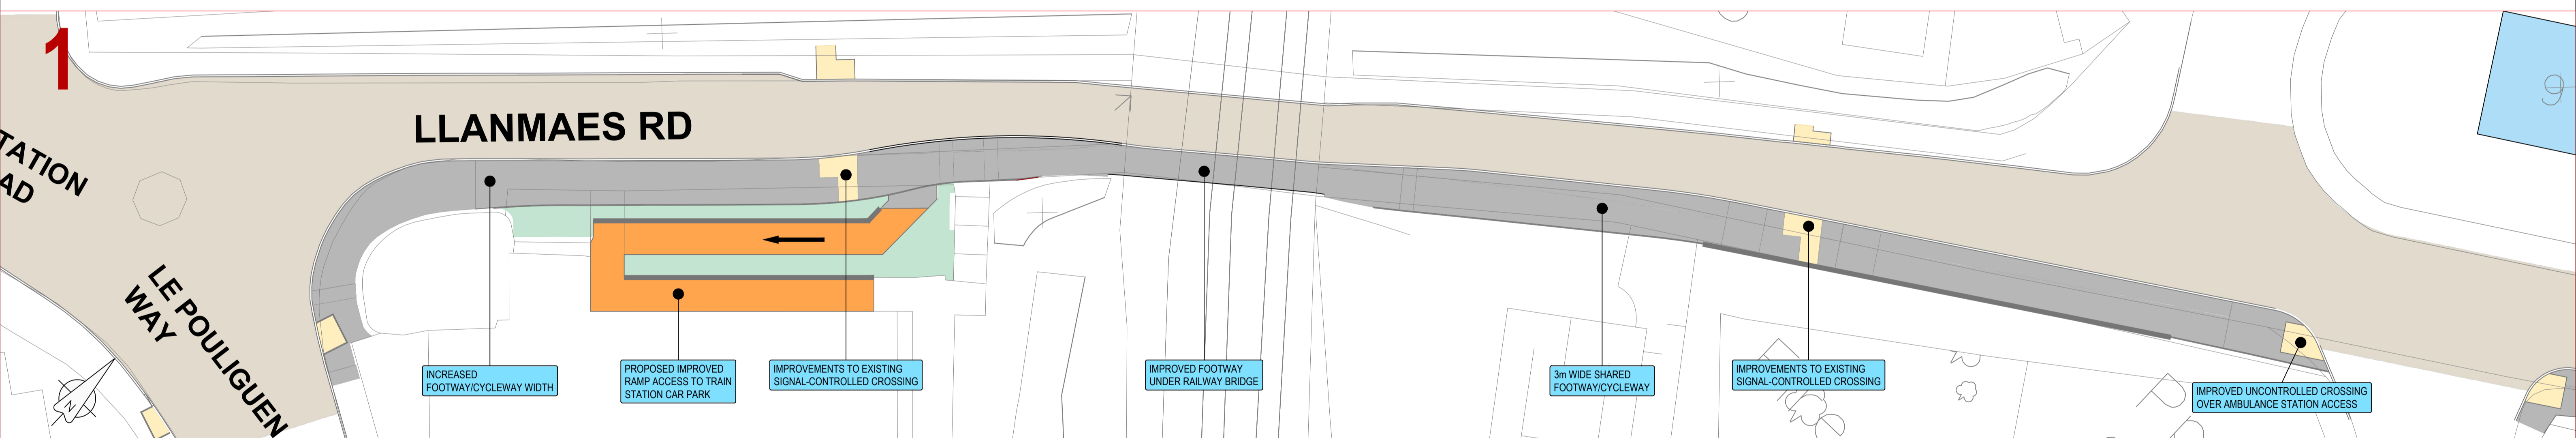 1
LLANMAES RD
TATION
AD
LE POULIGUEN
WAY
N
INCREASED
FOOTWAY/CYCLEWAY WIDTH
PROPOSED IMPROVED
RAMP ACCESS TO TRAIN
STATION CAR PARK
IMPROVEMENTS TO EXISTING
SIGNAL-CONTROLLED CROSSING
IMPROVED FOOTWAY
UNDER RAILWAY BRIDGE
3m WIDE SHARED
FOOTWAY/CYCLEWAY
IMPROVEMENTS TO EXISTING
SIGNAL-CONTROLLED CROSSING
IMPROVED UNCONTROLLED CROSSING
OVER AMBULANCE STATION ACCESS
P
P
P
P